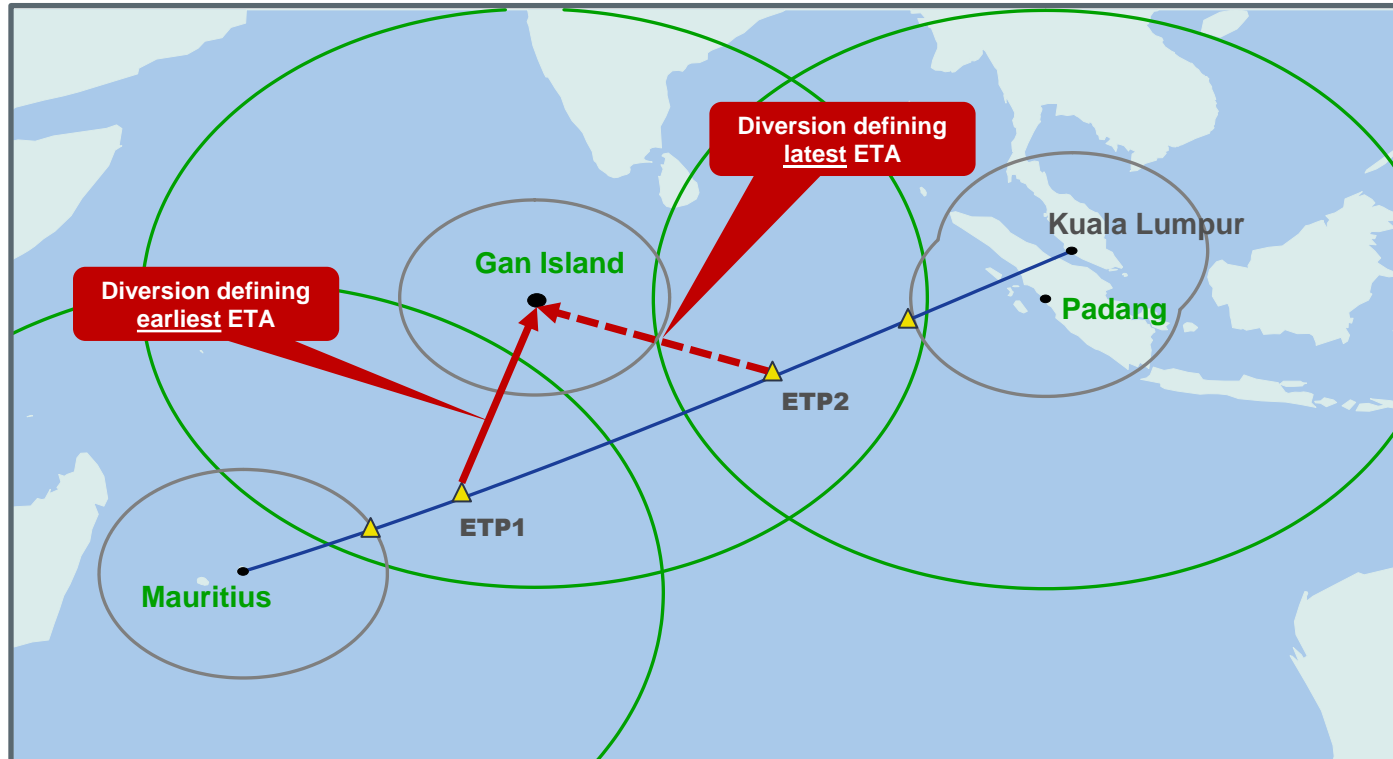 Diversion defining
latest ETA
Kuala Lumpur
Gan Island
Diversion defining
earliest ETA
Padang
ETP2
ETP1
Mauritius